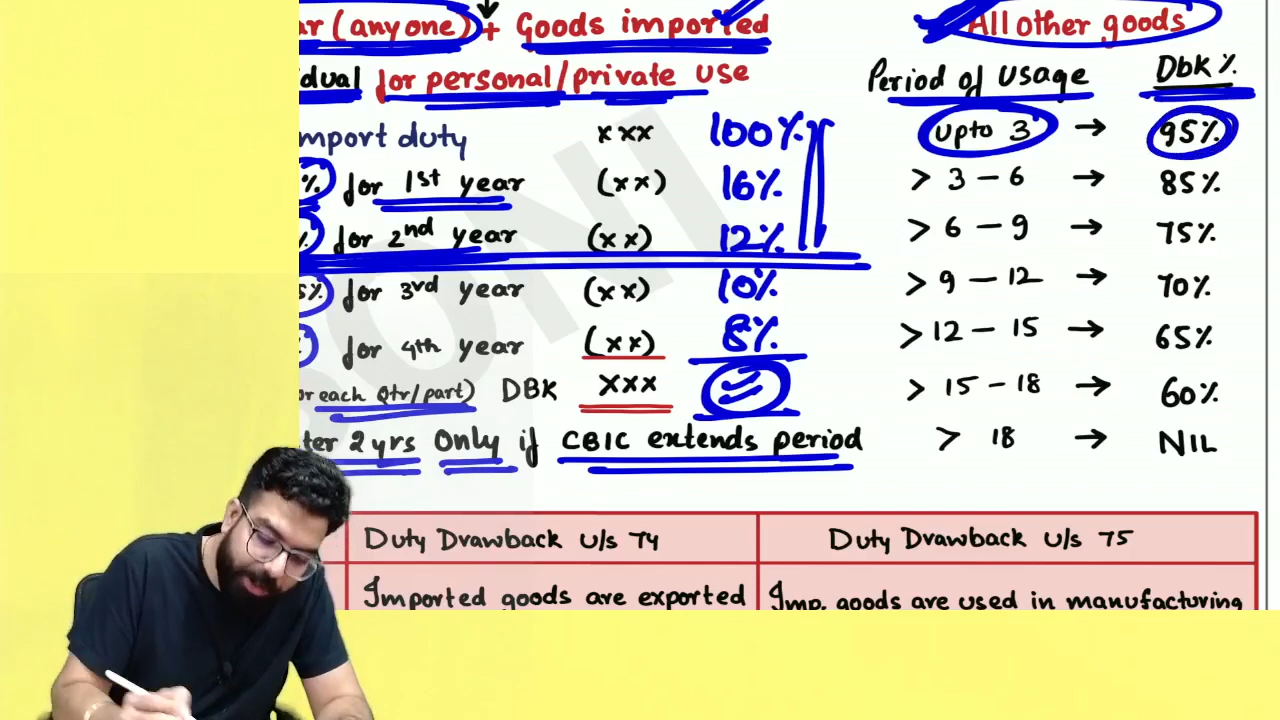 ar (anyone) + Goods imported
dual for personal/private use
mport duty xxx 100%
% for 1st year (xx) 16%
% for 2nd year (xx) 12%
5% for 3rd year (xx) 10%
for 4th year (xx) 8%
or each Qtr/part) DBK xxx
ter 2 yrs only if CBIC extends period
All other goods
Period of Usage Dbk %
upto 3 → 95%
> 3 - 6 → 85%
> 6 - 9 → 75%
> 9 - 12 → 70%
> 12 - 15 → 65%
> 15 - 18 → 60%
> 18 → NIL
Duty Drawback u/s 74 Duty Drawback u/s 75
Imported goods are exported Imp. goods are used in manufacturing